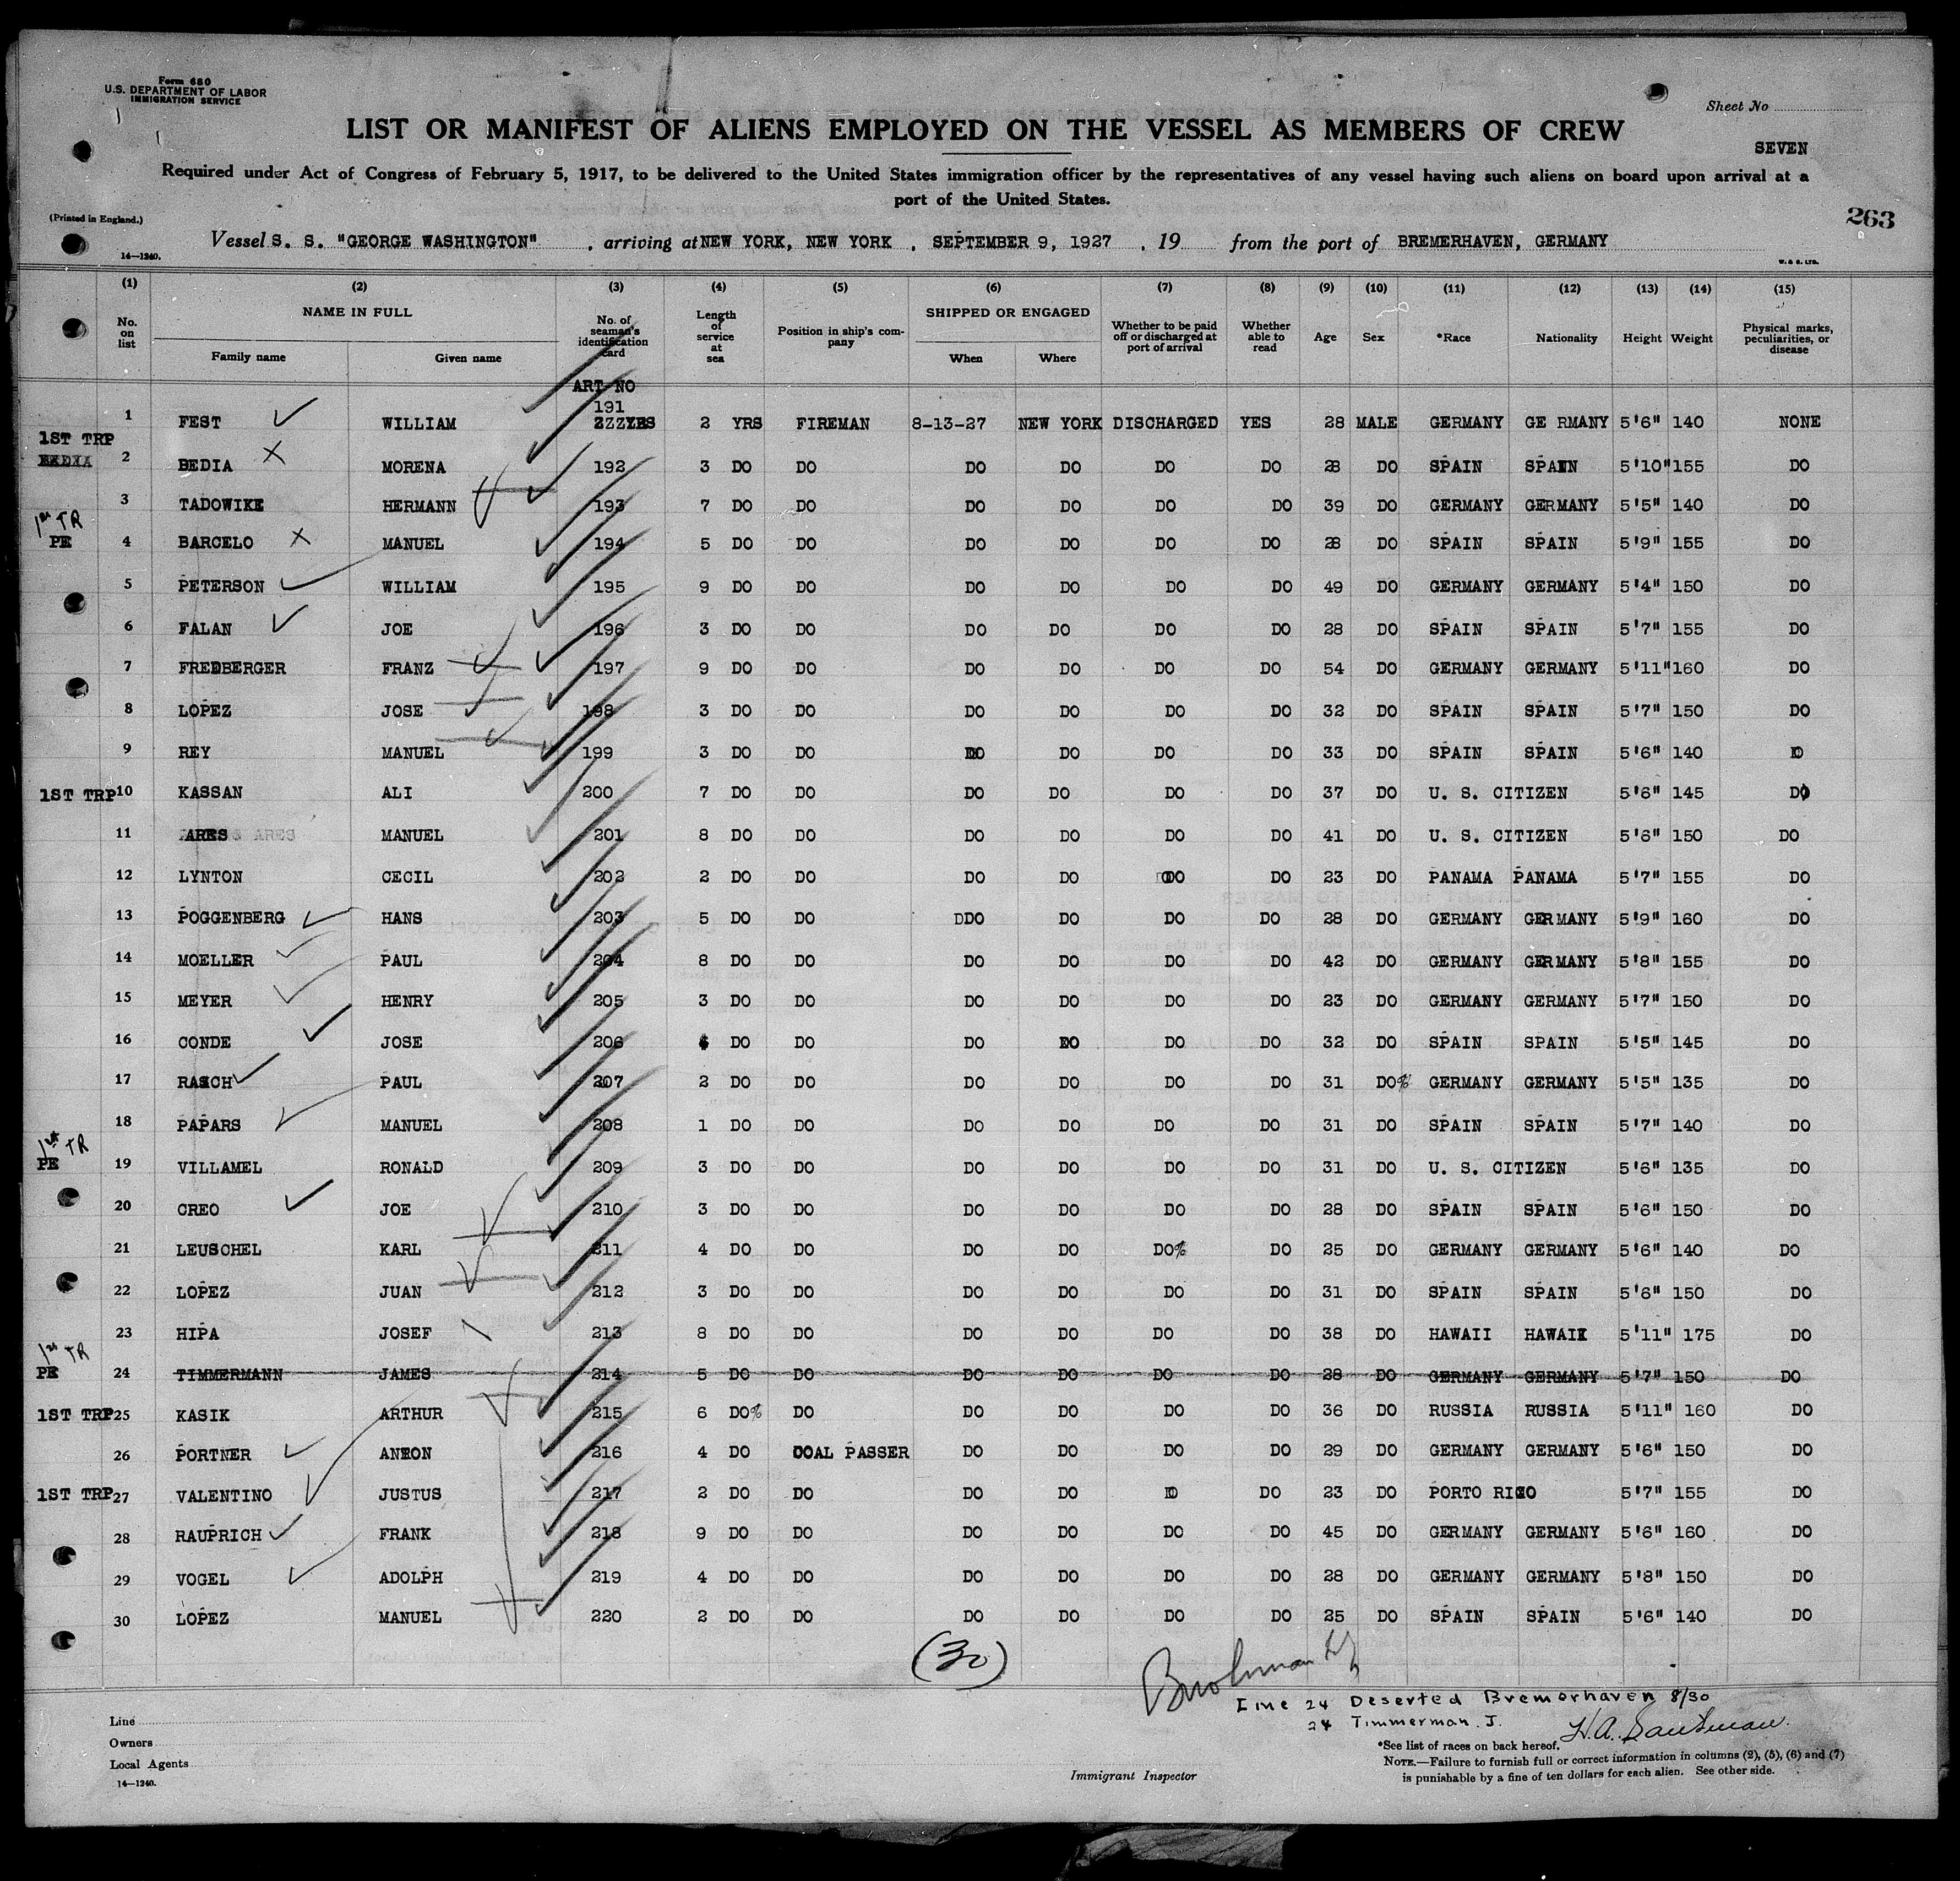 Form 680
U.S. DEPARTMENT OF LABOR
IMMIGRATION SERVICE
Sheet No
LIST OR MANIFEST OF ALIENS EMPLOYED ON THE VESSEL AS MEMBERS OF CREW
SEVEN
Required under Act of Congress of February 5, 1917, to be delivered to the United States immigration officer by the representatives of any vessel having such aliens on board upon arrival at a
port of the United States.
(Printed in England.)
263
Vessel S. S. "GEORGE WASHINGTON" , arriving at NEW YORK, NEW YORK , SEPTEMBER 9, 1927 , 19 from the port of BREMERHAVEN, GERMANY
14—1240.
W. & S. LTD.
(1) (2) (3) (4) (5) (6) (7) (8) (9) (10) (11) (12) (13) (14) (15)
No. on list NAME IN FULL Family name Given name No. of seaman's identification card Length of service at sea Position in ship's company SHIPPED OR ENGAGED When Where Whether to be paid off or discharged at port of arrival Whether able to read Age Sex *Race Nationality Height Weight Physical marks, peculiarities, or disease
ART NO
1 FEST WILLIAM 191 2 YRS FIREMAN 8-13-27 NEW YORK DISCHARGED YES 28 MALE GERMANY GE RMANY 5'6" 140 NONE
1ST TRP 2 BEDIA MORENA 192 3 DO DO DO DO DO DO 28 DO SPAIN SPAIN 5'10" 155 DO
3 TADOWIKE HERMANN 193 7 DO DO DO DO DO DO 39 DO GERMANY GERMANY 5'5" 140 DO
1st TR
PE 4 BARCELO MANUEL 194 5 DO DO DO DO DO DO 28 DO SPAIN SPAIN 5'9" 155 DO
5 PETERSON WILLIAM 195 9 DO DO DO DO DO DO 49 DO GERMANY GERMANY 5'4" 150 DO
6 FALAN JOE 196 3 DO DO DO DO DO DO 28 DO SPAIN SPAIN 5'7" 155 DO
7 FREDBERGER FRANZ 197 9 DO DO DO DO DO DO 54 DO GERMANY GERMANY 5'11" 160 DO
8 LOPEZ JOSE 198 3 DO DO DO DO DO DO 32 DO SPAIN SPAIN 5'7" 150 DO
9 REY MANUEL 199 3 DO DO DO DO DO DO 33 DO SPAIN SPAIN 5'6" 140 DO
1ST TRP 10 KASSAN ALI 200 7 DO DO DO DO DO DO 37 DO U. S. CITIZEN 5'6" 145 DO
11 ARES MANUEL 201 8 DO DO DO DO DO DO 41 DO U. S. CITIZEN 5'6" 150 DO
12 LYNTON CECIL 202 2 DO DO DO DO DO DO 23 DO PANAMA PANAMA 5'7" 155 DO
13 POGGENBERG HANS 203 5 DO DO DDO DO DO DO 28 DO GERMANY GERMANY 5'9" 160 DO
14 MOELLER PAUL 204 8 DO DO DO DO DO DO 42 DO GERMANY GERMANY 5'8" 155 DO
15 MEYER HENRY 205 3 DO DO DO DO DO DO 23 DO GERMANY GERMANY 5'7" 150 DO
16 CONDE JOSE 206 DO DO DO DO DO DO 32 DO SPAIN SPAIN 5'5" 145 DO
17 RASCH PAUL 207 2 DO DO DO DO DO DO 31 DO% GERMANY GERMANY 5'5" 135 DO
18 PAPARS MANUEL 208 1 DO DO DO DO DO DO 31 DO SPAIN SPAIN 5'7" 140 DO
1st TR
PE 19 VILLAMEL RONALD 209 3 DO DO DO DO DO DO 31 DO U. S. CITIZEN 5'6" 135 DO
20 CREO JOE 210 3 DO DO DO DO DO DO 28 DO SPAIN SPAIN 5'6" 150 DO
21 LEUSCHEL KARL 211 4 DO DO DO DO DO% DO 25 DO GERMANY GERMANY 5'6" 140 DO
22 LOPEZ JUAN 212 3 DO DO DO DO DO DO 31 DO SPAIN SPAIN 5'6" 150 DO
23 HIPA JOSEF 213 8 DO DO DO DO DO DO 38 DO HAWAII HAWAII 5'11" 175 DO
1st TR
PE 24 TIMMERMANN JAMES 214 5 DO DO DO DO DO DO 28 DO GERMANY GERMANY 5'7" 150 DO
1ST TRP 25 KASIK ARTHUR 215 6 DO% DO DO DO DO DO 36 DO RUSSIA RUSSIA 5'11" 160 DO
26 PORTNER ANTON 216 4 DO COAL PASSER DO DO DO DO 29 DO GERMANY GERMANY 5'6" 150 DO
1ST TRP 27 VALENTINO JUSTUS 217 2 DO DO DO DO DO DO 23 DO PORTO RICO 5'7" 155 DO
28 RAUPRICH FRANK 218 9 DO DO DO DO DO DO 45 DO GERMANY GERMANY 5'6" 160 DO
29 VOGEL ADOLPH 219 4 DO DO DO DO DO DO 28 DO GERMANY GERMANY 5'8" 150 DO
30 LOPEZ MANUEL 220 2 DO DO DO DO DO DO 25 DO SPAIN SPAIN 5'6" 140 DO
(30)
Line 24 Deserted Bremerhaven 8/30
24 Timmerman. J.
Line
Owners
Local Agents
14—1240.
Immigrant Inspector
*See list of races on back hereof.
NOTE.—Failure to furnish full or correct information in columns (2), (5), (6) and (7)
is punishable by a fine of ten dollars for each alien. See other side.